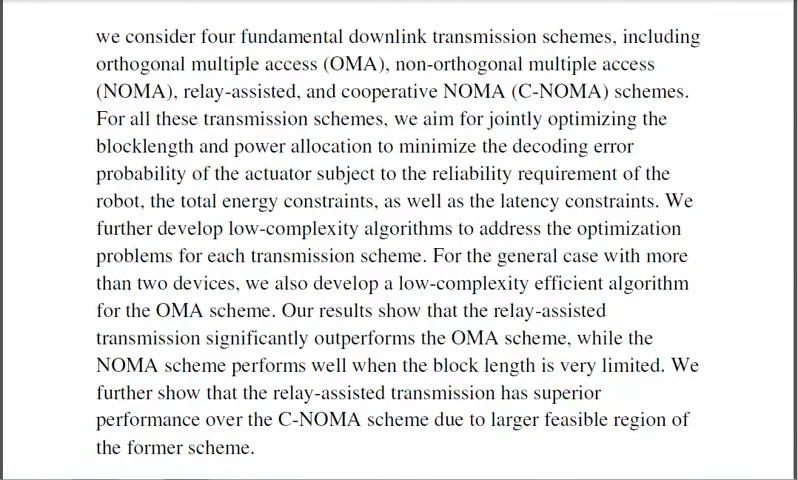 we consider four fundamental downlink transmission schemes, including
orthogonal multiple access (OMA), non-orthogonal multiple access
(NOMA), relay-assisted, and cooperative NOMA (C-NOMA) schemes.
For all these transmission schemes, we aim for jointly optimizing the
blocklength and power allocation to minimize the decoding error
probability of the actuator subject to the reliability requirement of the
robot, the total energy constraints, as well as the latency constraints. We
further develop low-complexity algorithms to address the optimization
problems for each transmission scheme. For the general case with more
than two devices, we also develop a low-complexity efficient algorithm
for the OMA scheme. Our results show that the relay-assisted
transmission significantly outperforms the OMA scheme, while the
NOMA scheme performs well when the block length is very limited. We
further show that the relay-assisted transmission has superior
performance over the C-NOMA scheme due to larger feasible region of
the former scheme.